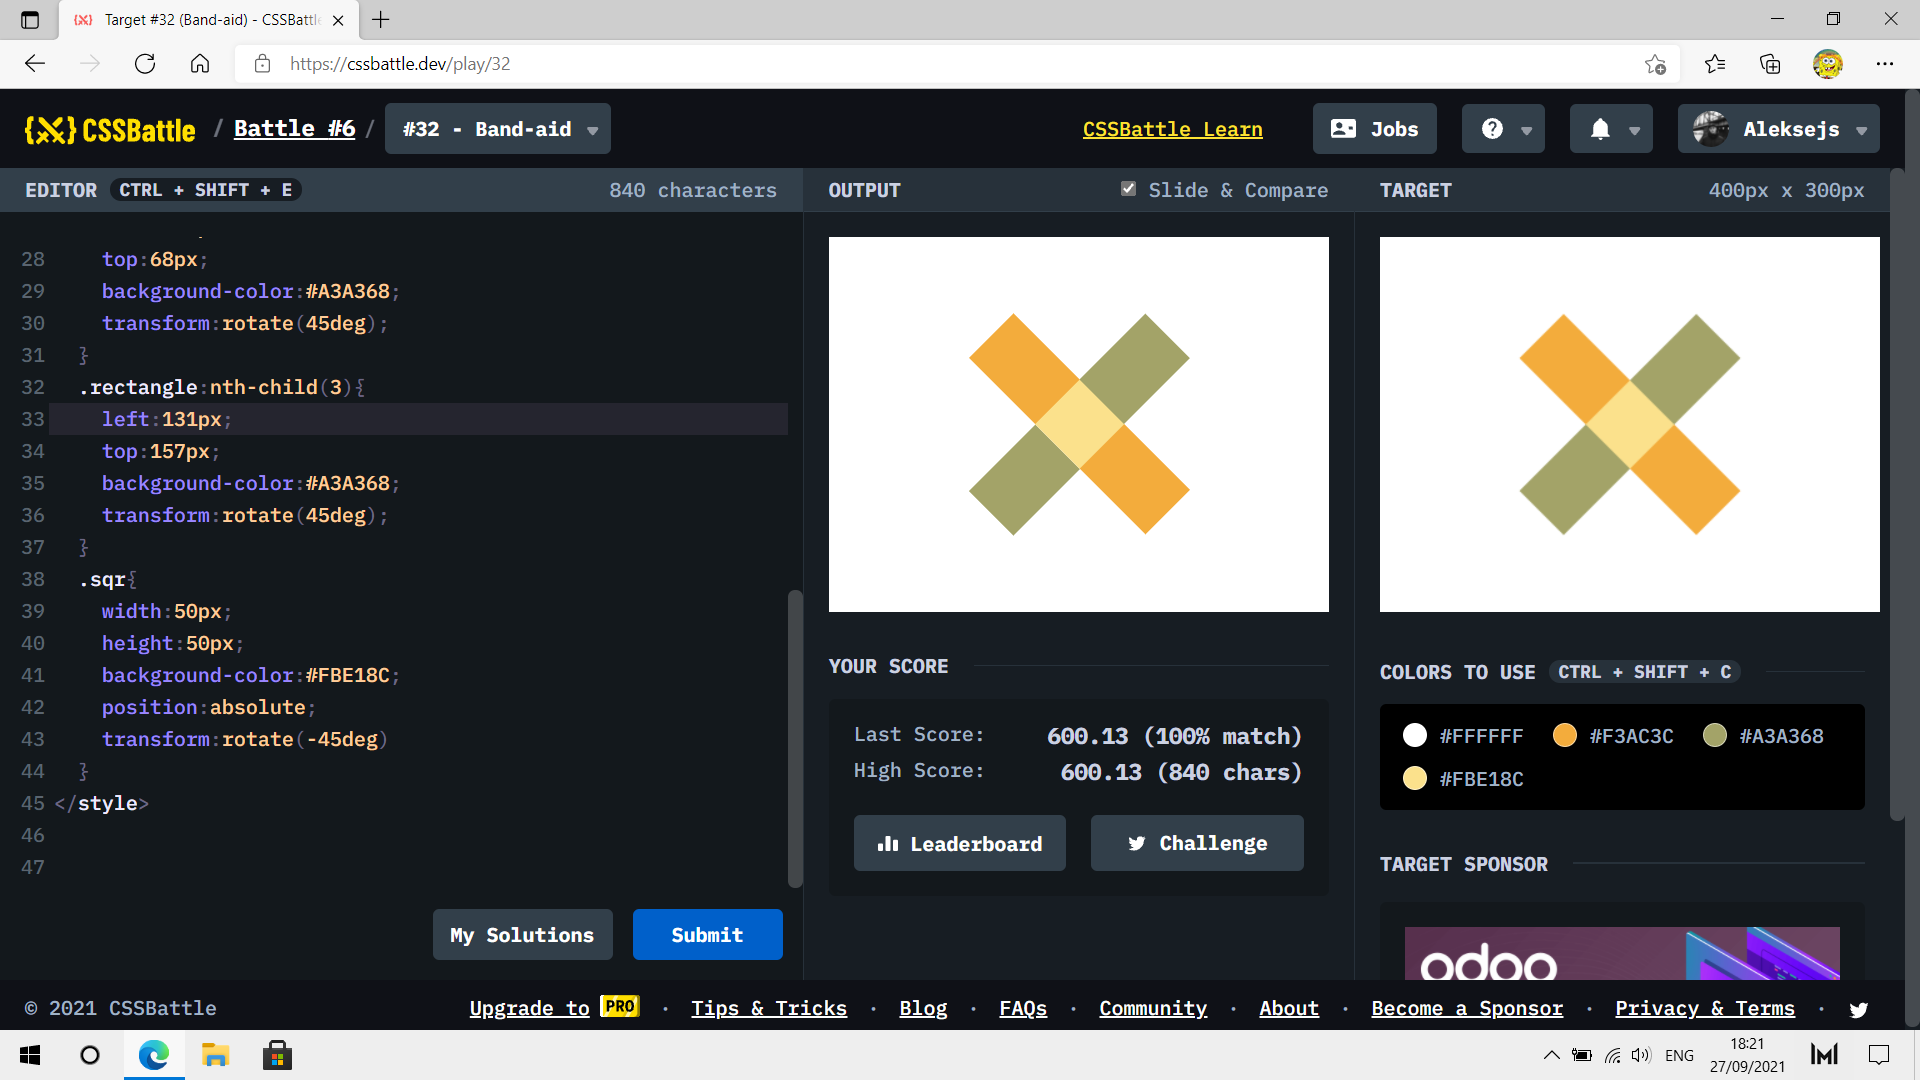 Target #32 (Band-aid) - CSSBattle
https://cssbattle.dev/play/32
{X} CSSBattle / Battle #6 / #32 - Band-aid
CSSBattle Learn
Jobs
?
Aleksejs
EDITOR CTRL + SHIFT + E 840 characters
28 top:68px;
29 background-color:#A3A368;
30 transform:rotate(45deg);
31 }
32 .rectangle:nth-child(3){
33 left:131px;
34 top:157px;
35 background-color:#A3A368;
36 transform:rotate(45deg);
37 }
38 .sqr{
39 width:50px;
40 height:50px;
41 background-color:#FBE18C;
42 position:absolute;
43 transform:rotate(-45deg)
44 }
45 </style>
46
47
My Solutions
Submit
OUTPUT
Slide & Compare
YOUR SCORE
Last Score: 600.13 (100% match)
High Score: 600.13 (840 chars)
Leaderboard
Challenge
TARGET 400px x 300px
COLORS TO USE CTRL + SHIFT + C
#FFFFFF #F3AC3C #A3A368
#FBE18C
TARGET SPONSOR
odoo
© 2021 CSSBattle
Upgrade to PRO · Tips & Tricks · Blog · FAQs · Community · About · Become a Sponsor · Privacy & Terms ·
ENG
18:21
27/09/2021